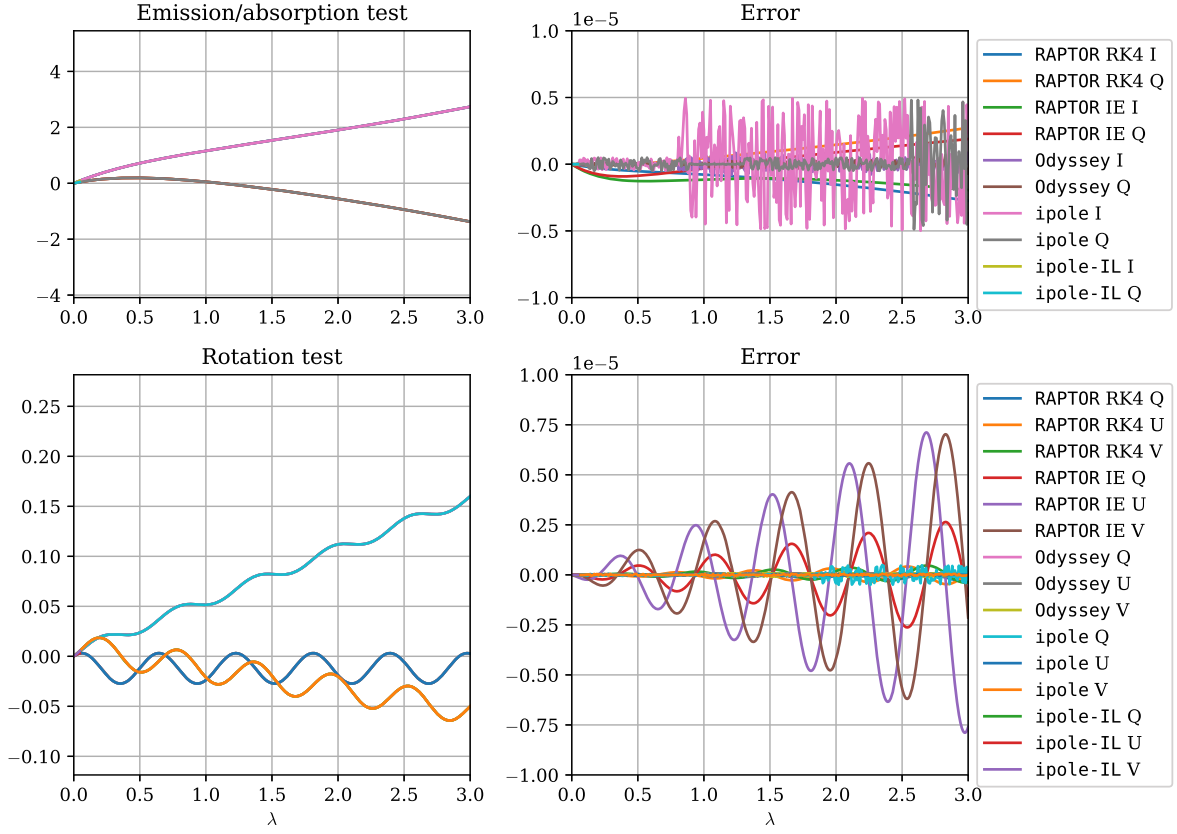 Emission/absorption test
4
2
0
−2
−4
0.0 0.5 1.0 1.5 2.0 2.5 3.0
Error
1e−5
1.0
0.5
0.0
−0.5
−1.0
0.0 0.5 1.0 1.5 2.0 2.5 3.0
RAPTOR RK4 I
RAPTOR RK4 Q
RAPTOR IE I
RAPTOR IE Q
Odyssey I
Odyssey Q
ipole I
ipole Q
ipole-IL I
ipole-IL Q
Rotation test
0.25
0.20
0.15
0.10
0.05
0.00
−0.05
−0.10
0.0 0.5 1.0 1.5 2.0 2.5 3.0
λ
Error
1e−5
1.00
0.75
0.50
0.25
0.00
−0.25
−0.50
−0.75
−1.00
0.0 0.5 1.0 1.5 2.0 2.5 3.0
λ
RAPTOR RK4 Q
RAPTOR RK4 U
RAPTOR RK4 V
RAPTOR IE Q
RAPTOR IE U
RAPTOR IE V
Odyssey Q
Odyssey U
Odyssey V
ipole Q
ipole U
ipole V
ipole-IL Q
ipole-IL U
ipole-IL V